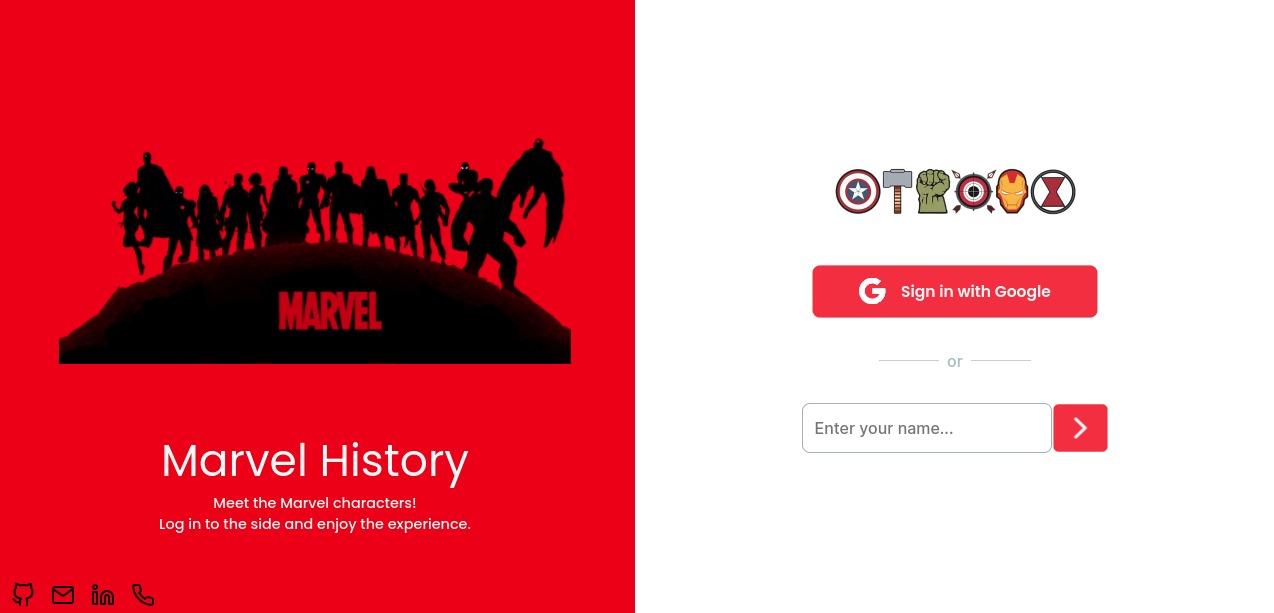 MARVEL
Marvel History
Meet the Marvel characters!
Log in to the side and enjoy the experience.
Sign in with Google
or
Enter your name...